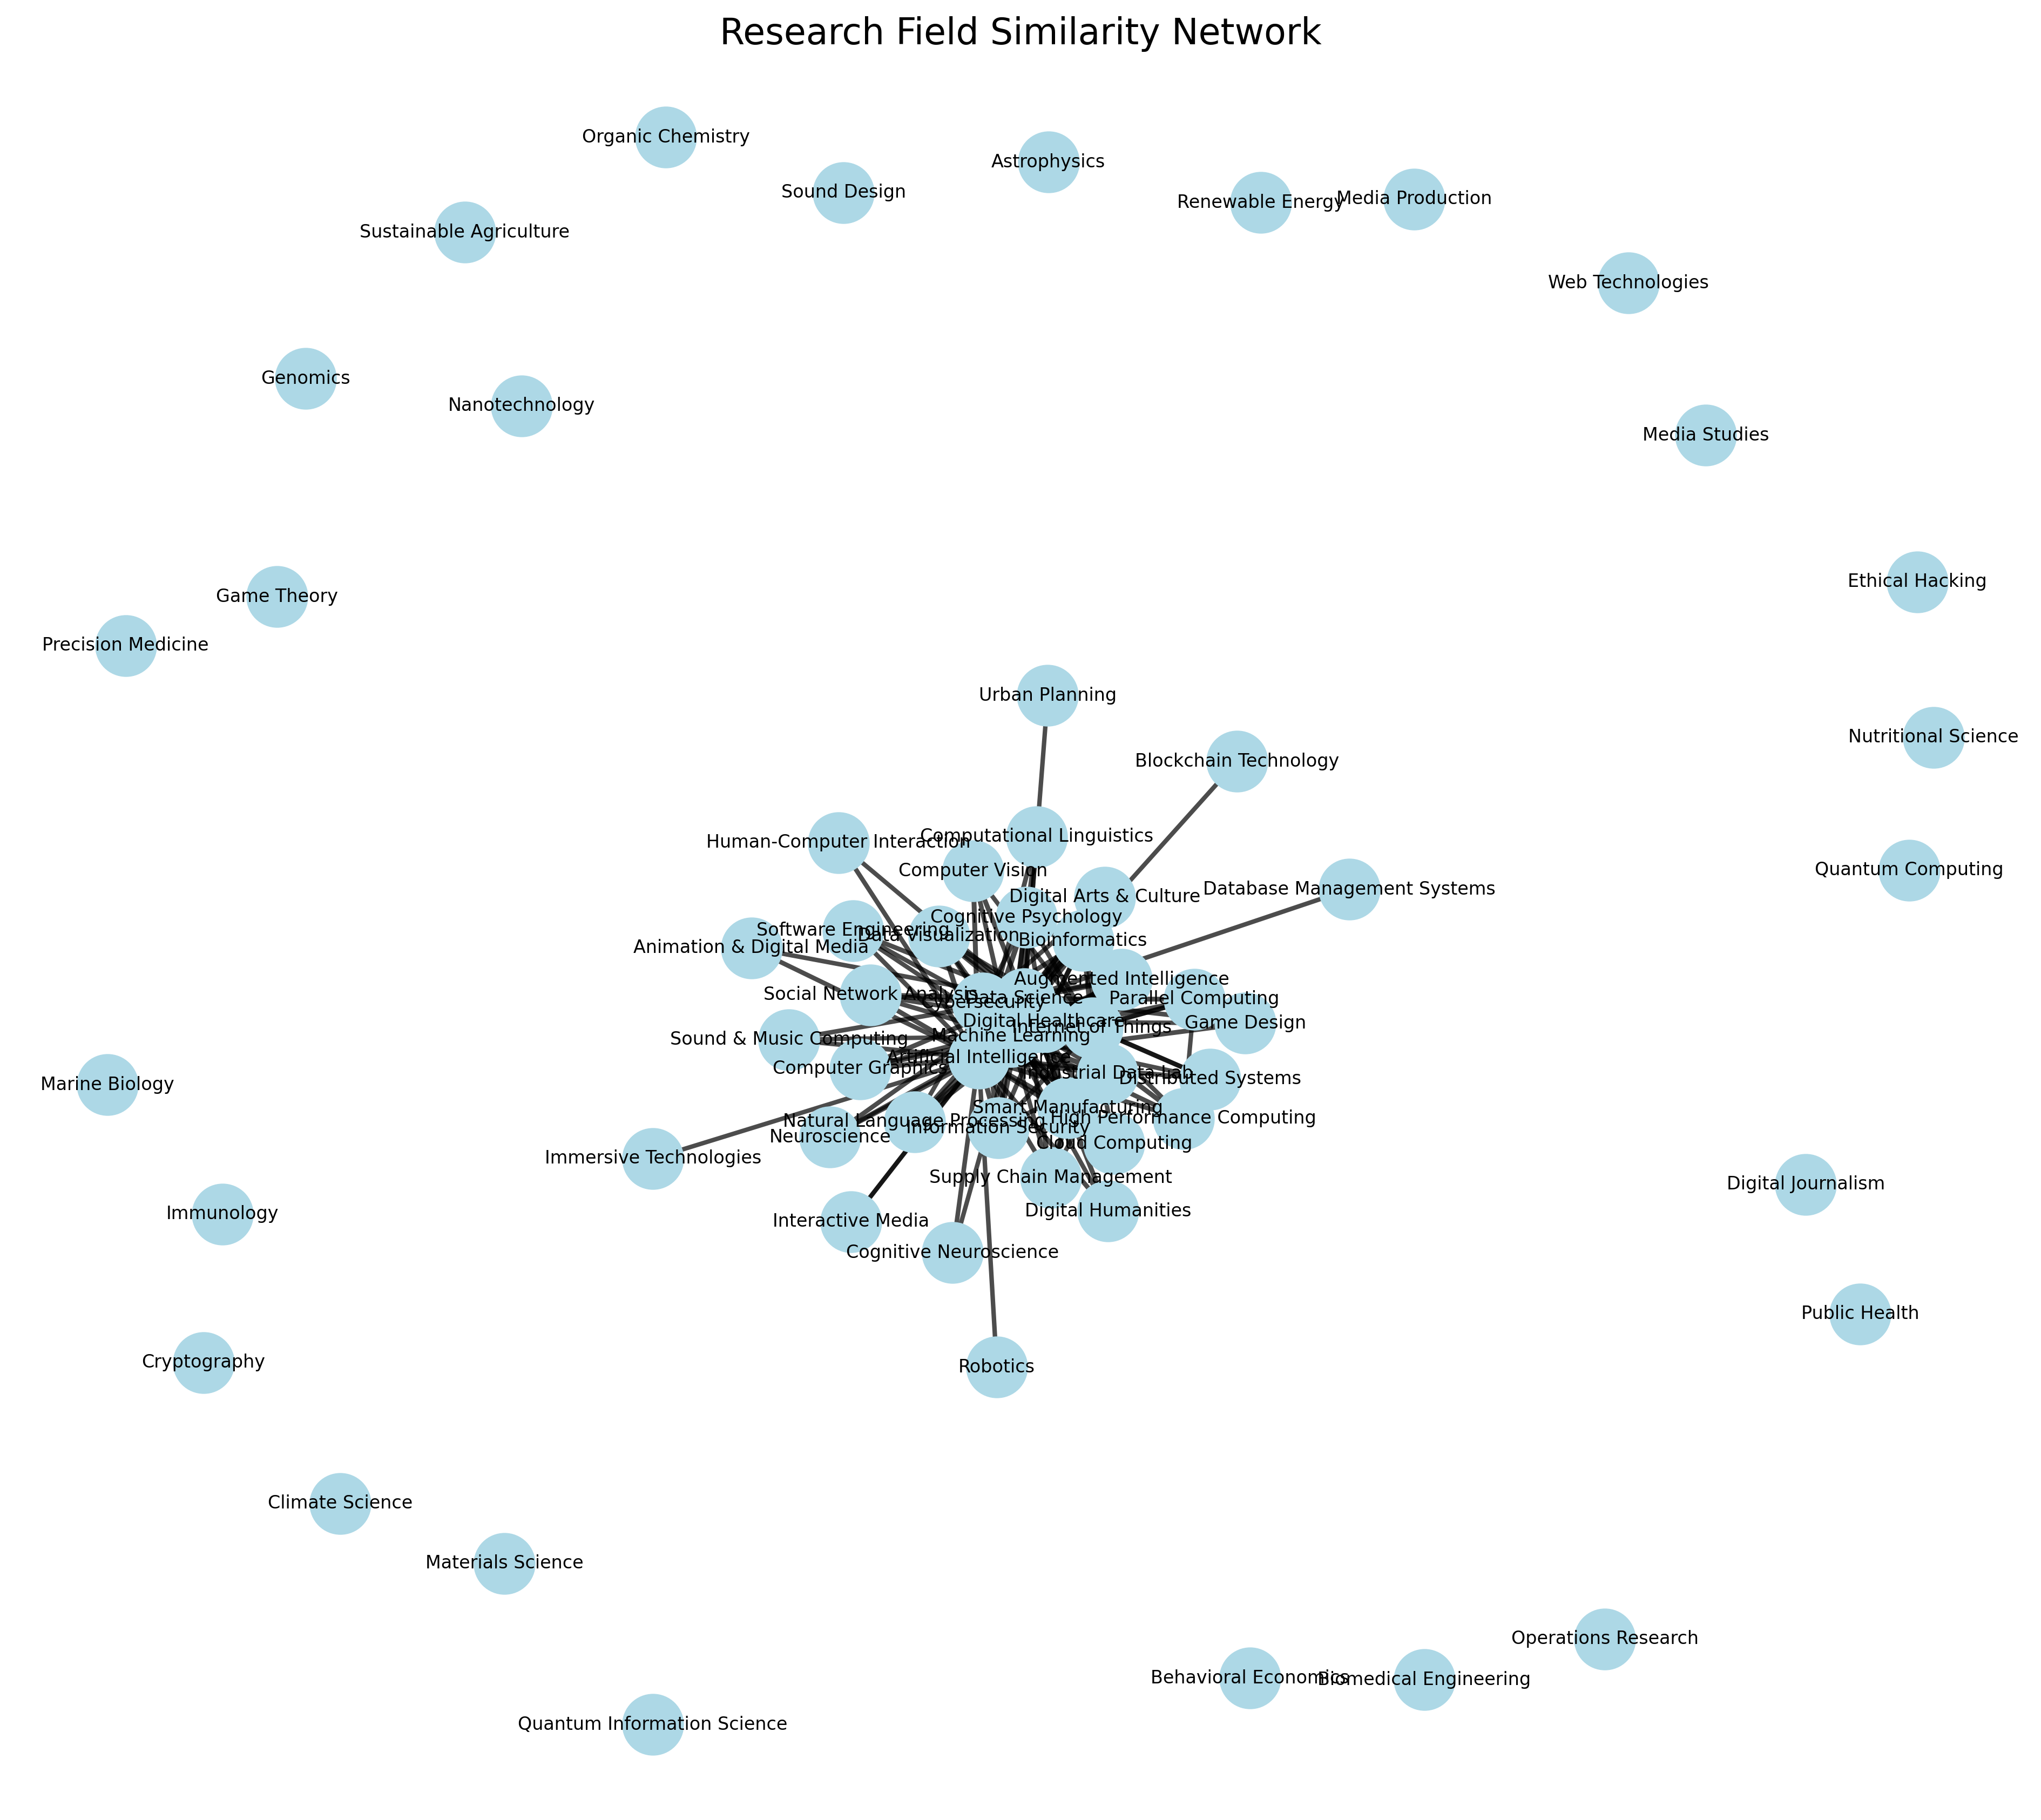 Research Field Similarity Network
Organic Chemistry
Astrophysics
Sound Design
Media Production
Renewable Energy
Sustainable Agriculture
Web Technologies
Genomics
Nanotechnology
Media Studies
Ethical Hacking
Game Theory
Precision Medicine
Urban Planning
Nutritional Science
Blockchain Technology
Computational Linguistics
Human-Computer Interaction
Computer Vision
Quantum Computing
Database Management Systems
Digital Arts & Culture
Cognitive Psychology
Software Engineering
Data Visualization
Bioinformatics
Animation & Digital Media
Augmented Intelligence
Social Network Analysis
Data Science
Parallel Computing
Cybersecurity
Digital Healthcare
Game Design
Internet of Things
Machine Learning
Sound & Music Computing
Artificial Intelligence
Computer Graphics
Industrial Data Lab
Distributed Systems
Marine Biology
Smart Manufacturing
High Performance Computing
Natural Language Processing
Information Security
Neuroscience
Cloud Computing
Immersive Technologies
Supply Chain Management
Digital Journalism
Digital Humanities
Immunology
Interactive Media
Cognitive Neuroscience
Public Health
Cryptography
Robotics
Climate Science
Materials Science
Operations Research
Behavioral Economics
Biomedical Engineering
Quantum Information Science